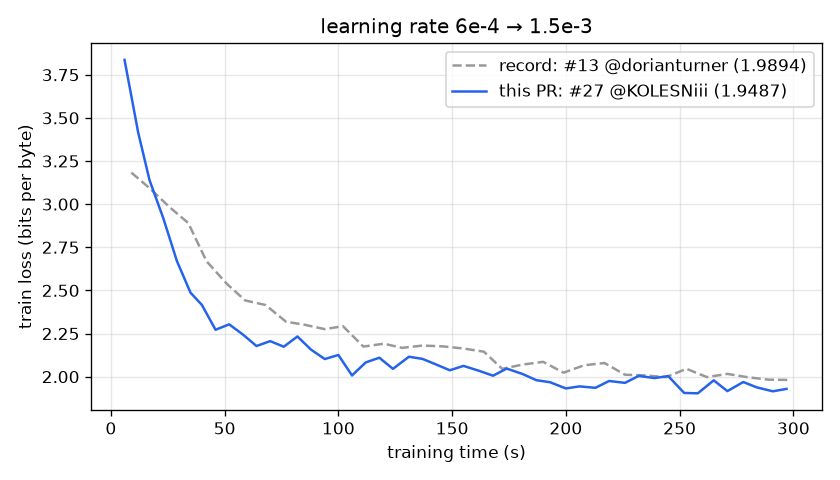 learning rate 6e-4 → 1.5e-3
record: #13 @dorianturner (1.9894)
this PR: #27 @KOLESNiii (1.9487)
train loss (bits per byte)
3.75
3.50
3.25
3.00
2.75
2.50
2.25
2.00
0 50 100 150 200 250 300
training time (s)